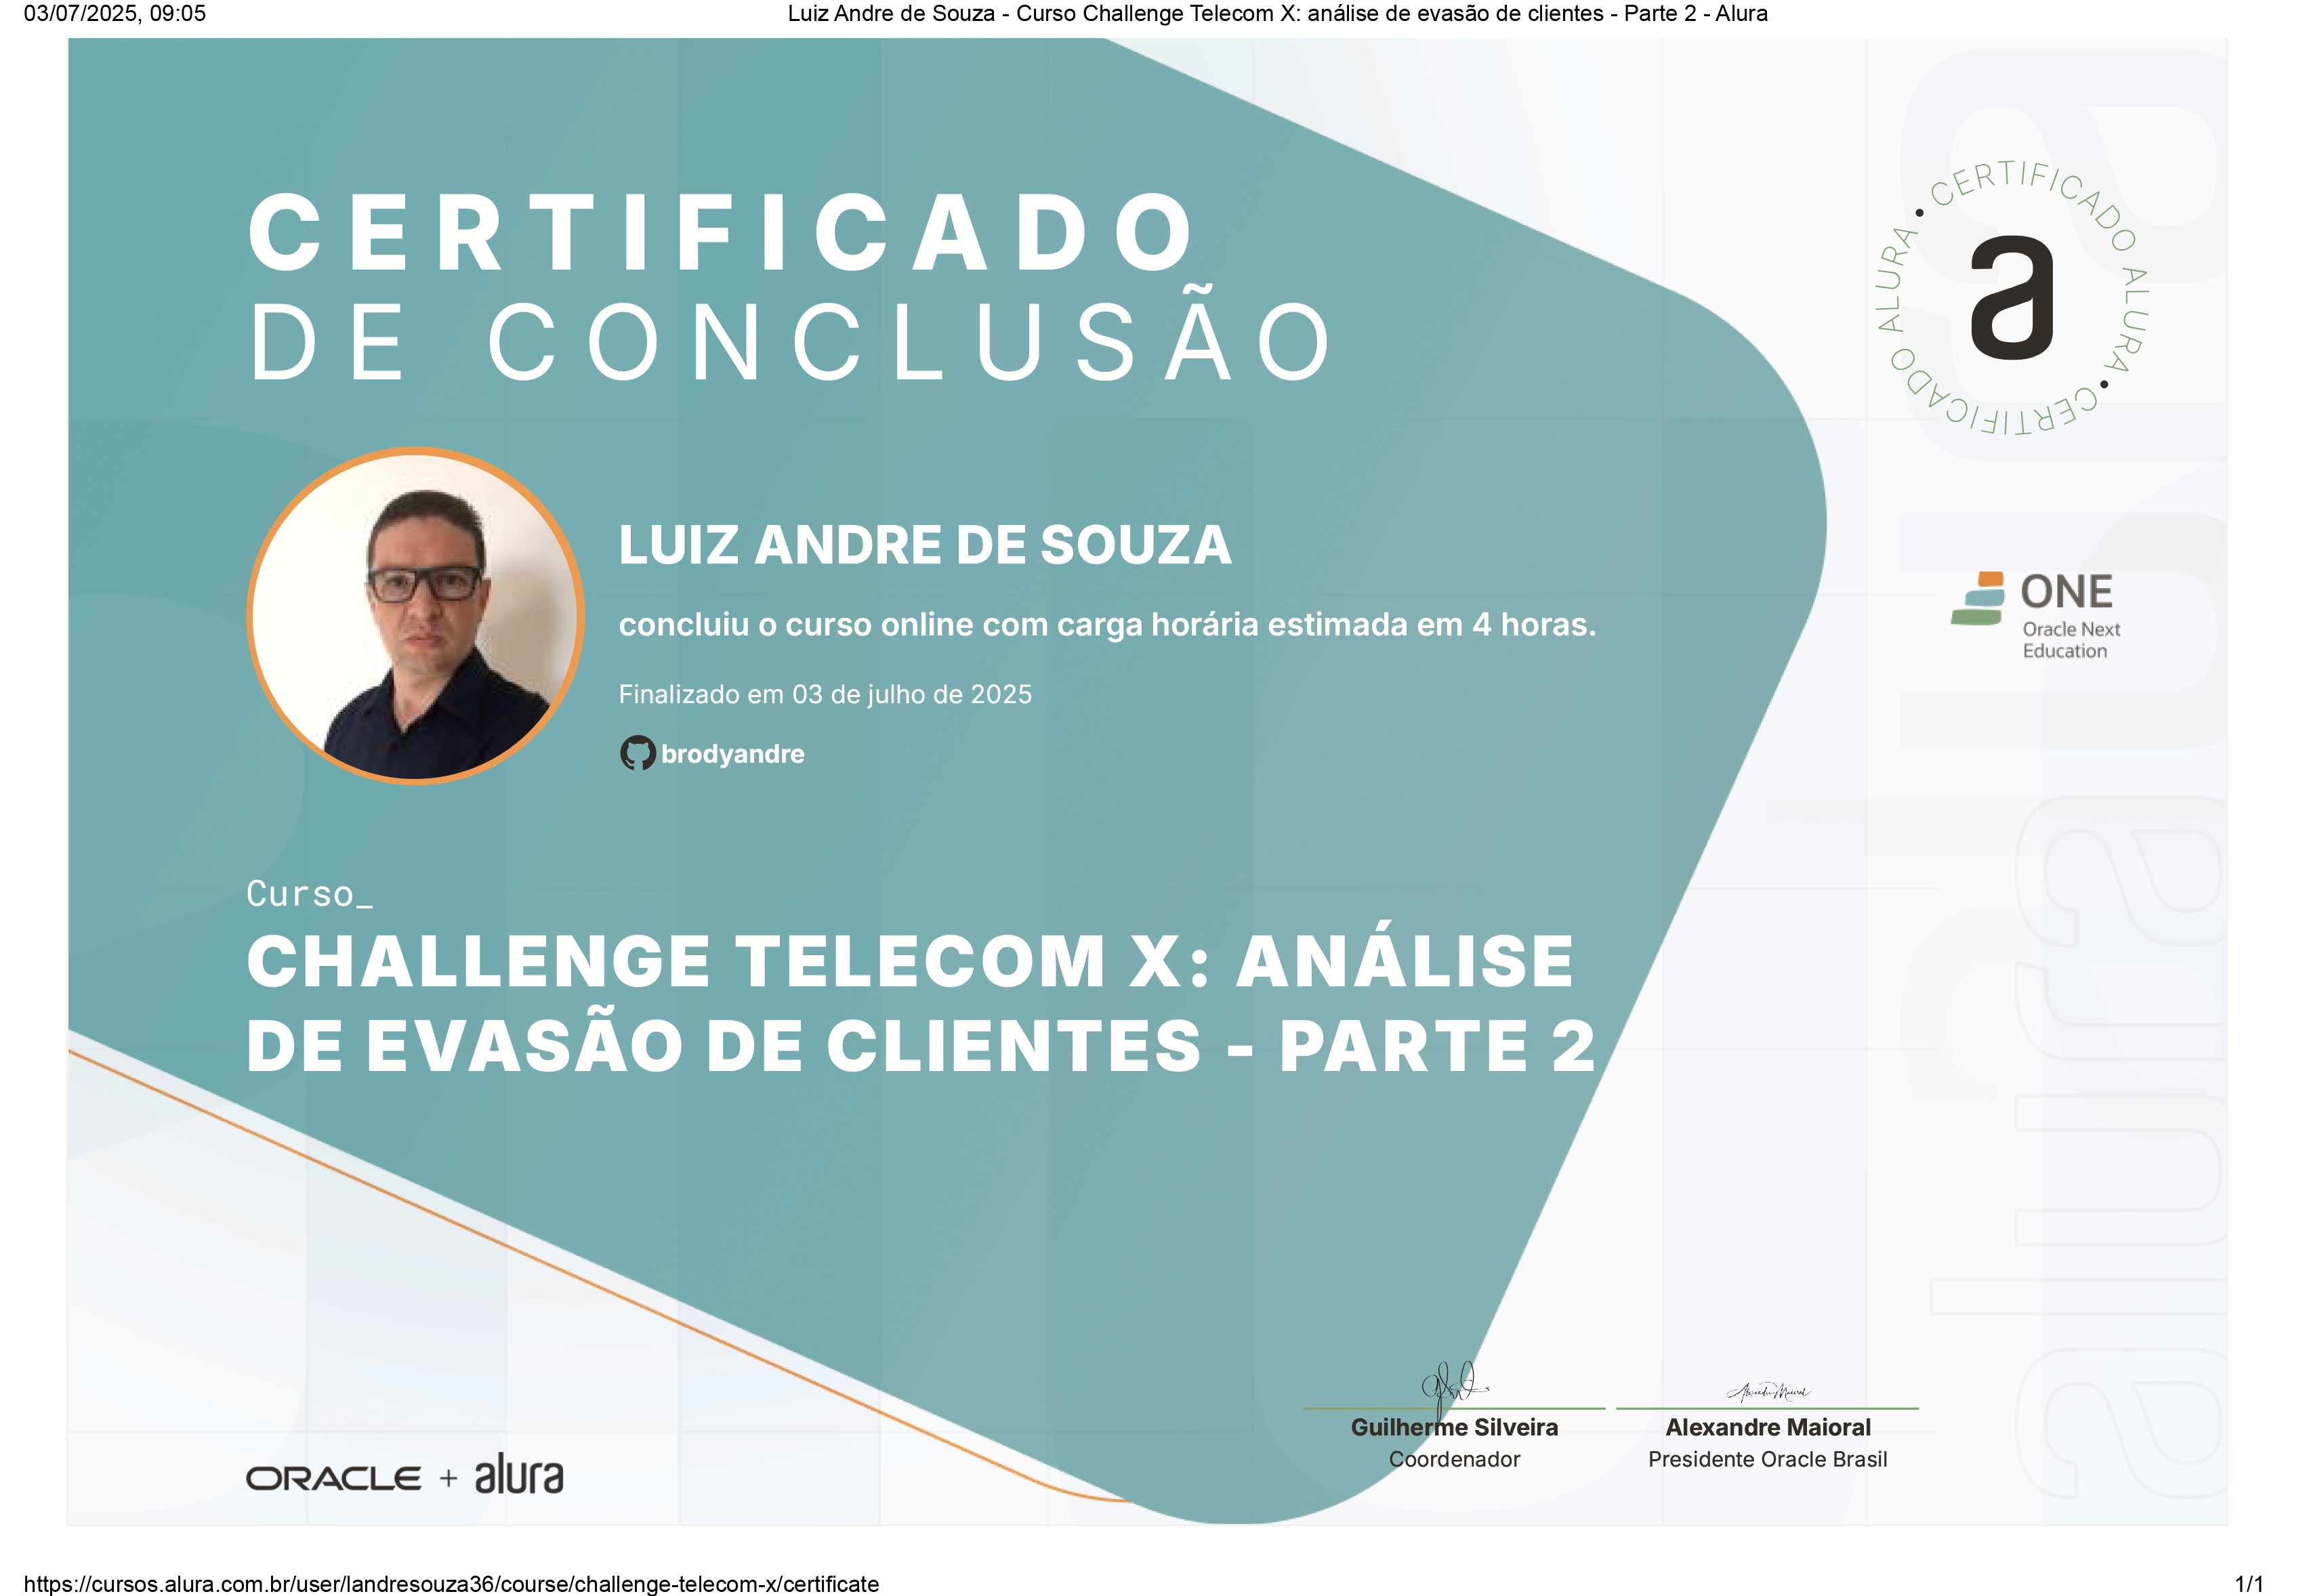 03/07/2025, 09:05
Luiz Andre de Souza - Curso Challenge Telecom X: análise de evasão de clientes - Parte 2 - Alura
CERTIFICADO
DE CONCLUSÃO
• CERTIFICADO ALURA • CERTIFICADO ALURA
a
LUIZ ANDRE DE SOUZA
concluiu o curso online com carga horária estimada em 4 horas.
Finalizado em 03 de julho de 2025
brodyandre
ONE
Oracle Next
Education
Curso_
CHALLENGE TELECOM X: ANÁLISE
DE EVASÃO DE CLIENTES - PARTE 2
alura
Alexandre Maioral
Guilherme Silveira
Coordenador
Alexandre Maioral
Presidente Oracle Brasil
ORACLE + alura
https://cursos.alura.com.br/user/landresouza36/course/challenge-telecom-x/certificate
1/1